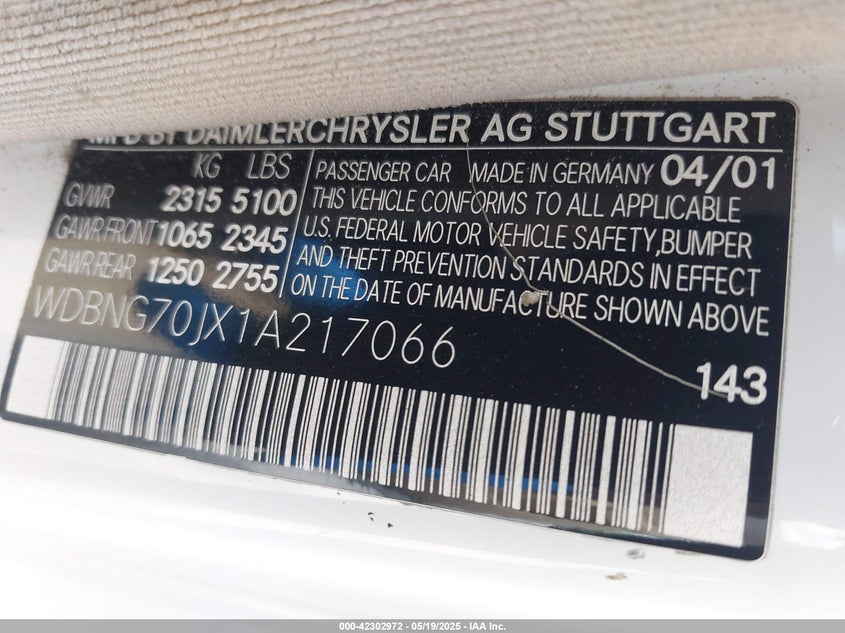 MFD BY DAIMLERCHRYSLER AG STUTTGART
KG LBS
GVWR 2315 5100
GAWR FRONT 1065 2345
GAWR REAR 1250 2755
PASSENGER CAR MADE IN GERMANY 04/01
THIS VEHICLE CONFORMS TO ALL APPLICABLE
U.S. FEDERAL MOTOR VEHICLE SAFETY,BUMPER
AND THEFT PREVENTION STANDARDS IN EFFECT
ON THE DATE OF MANUFACTURE SHOWN ABOVE
WDBNG70JX1A217066
143
000-42302972 - 05/19/2025 - IAA Inc.